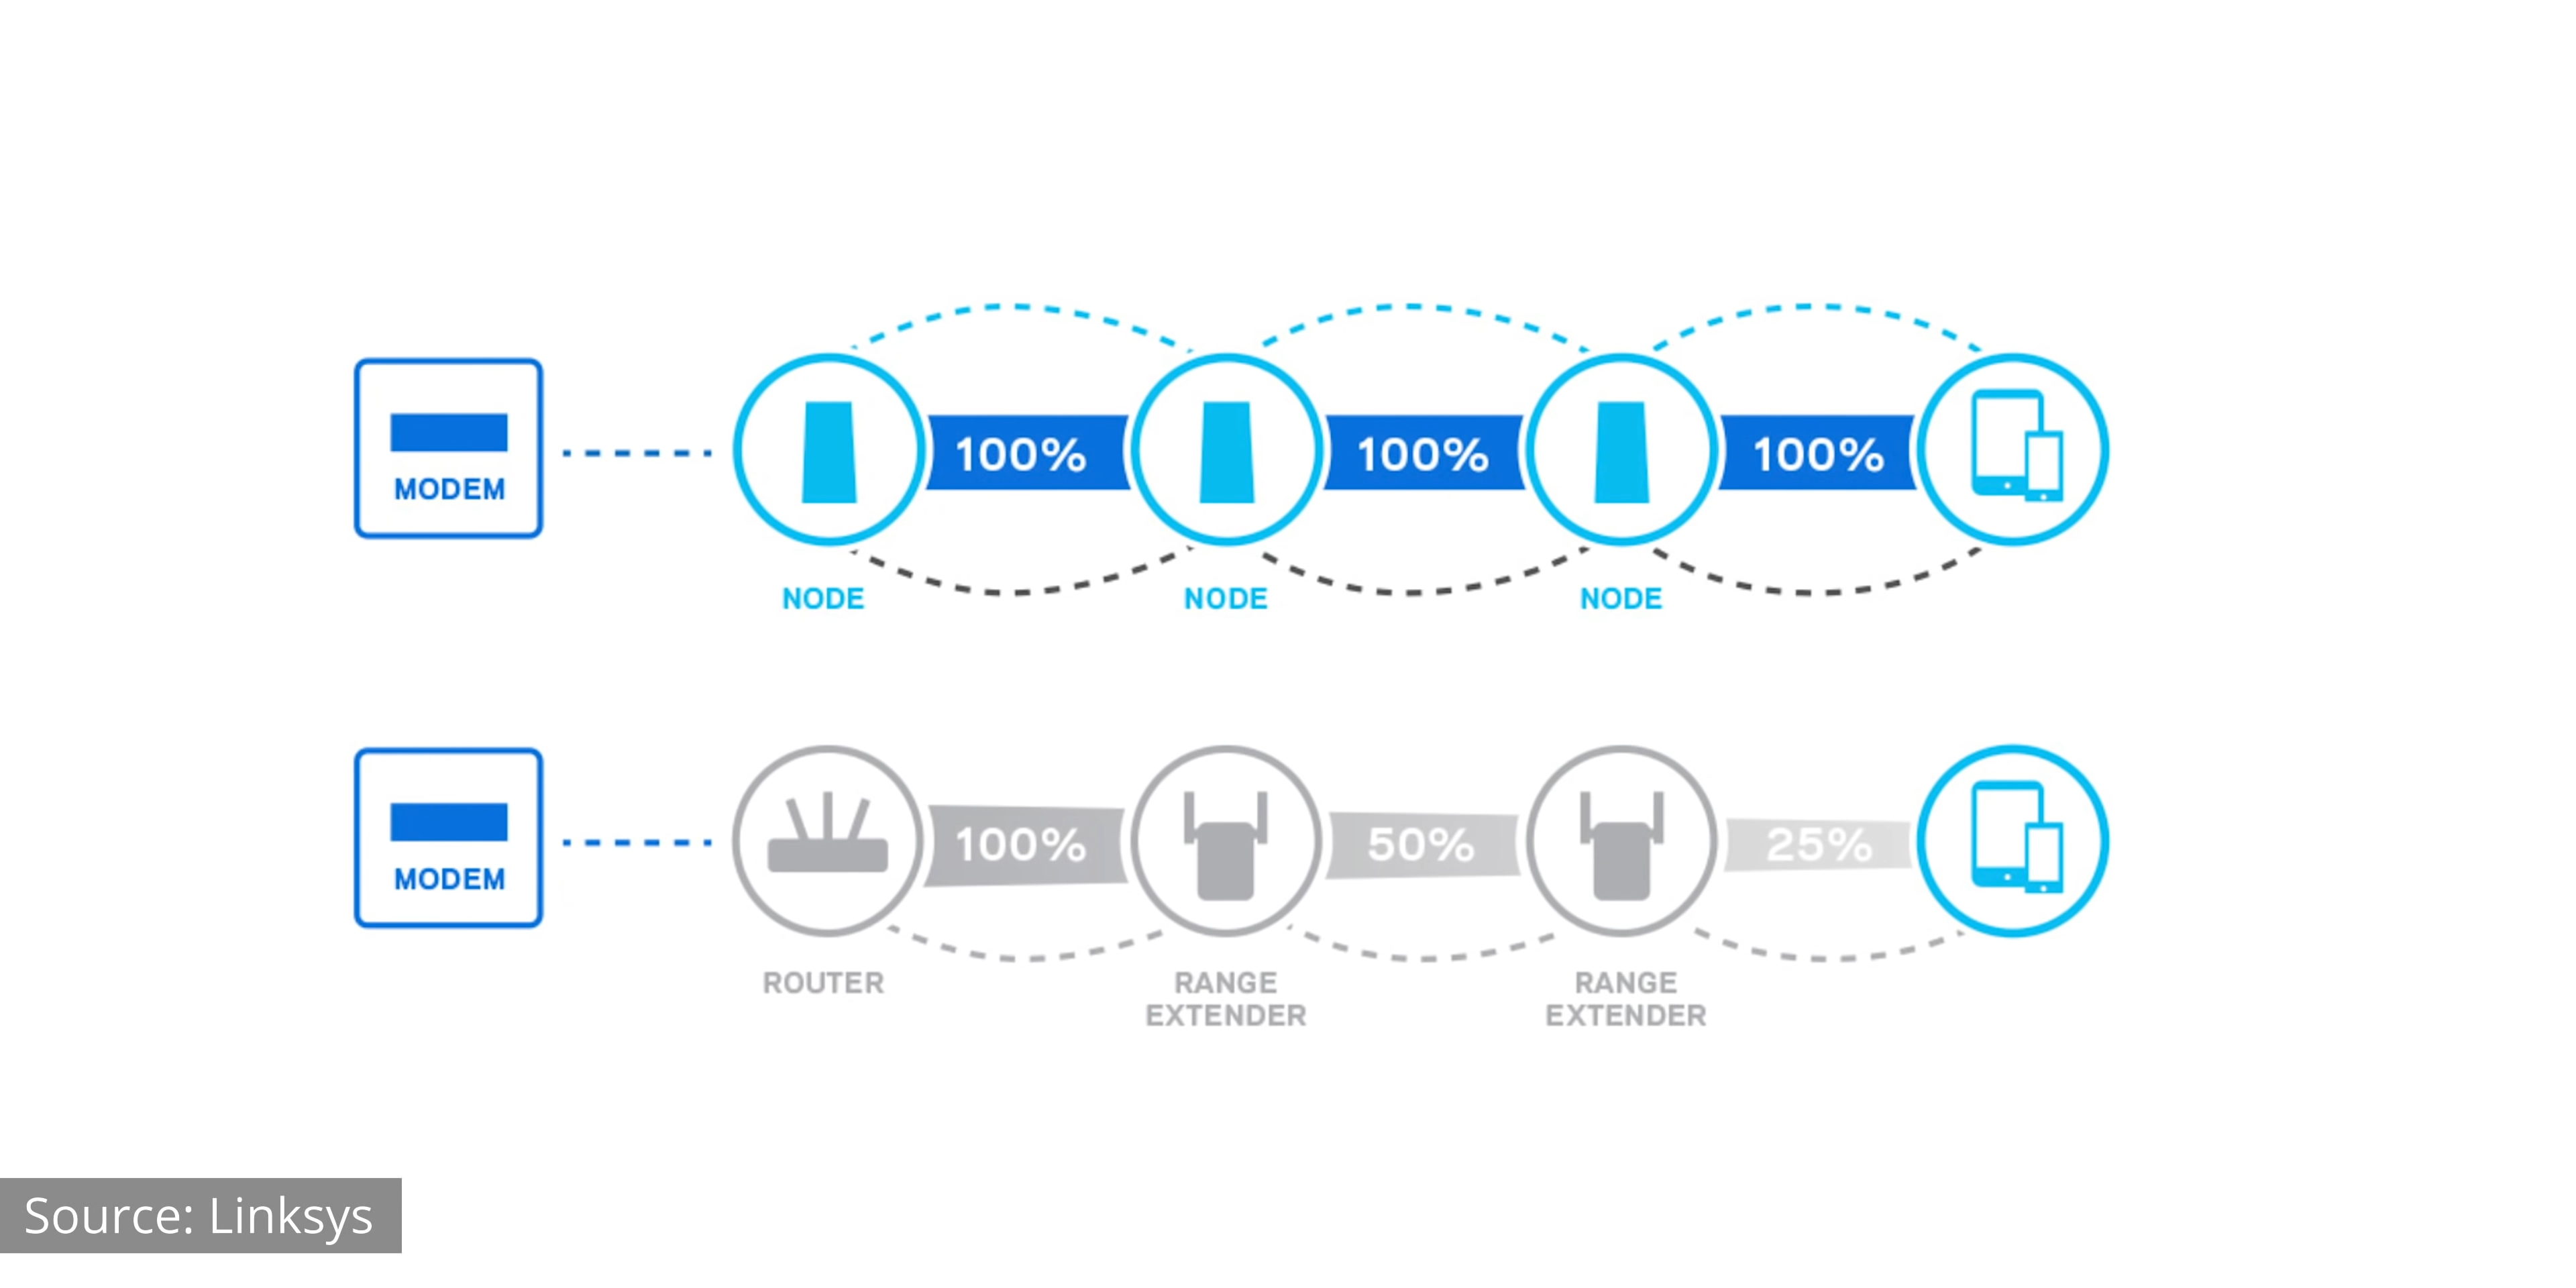 MODEM
100%
100%
100%
NODE
NODE
NODE
MODEM
100%
50%
25%
ROUTER
RANGE
EXTENDER
RANGE
EXTENDER
Source: Linksys